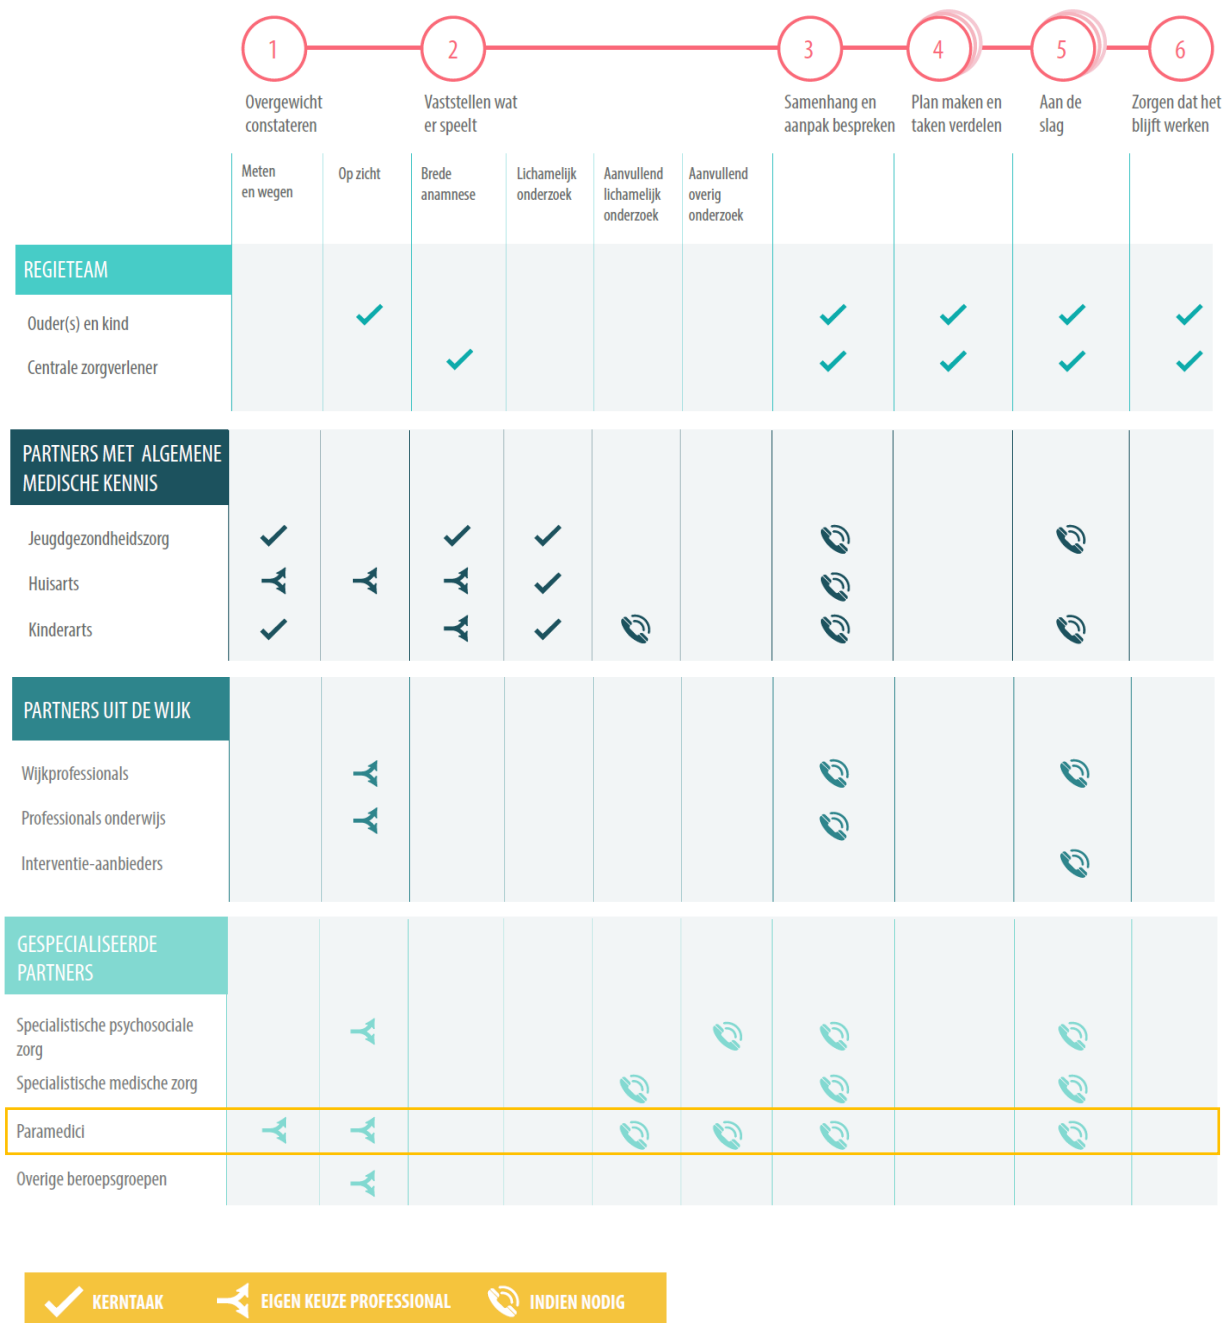 1
2
3
4
5
6
Overgewicht
constateren
Vaststellen wat
er speelt
Samenhang en
aanpak bespreken
Plan maken en
taken verdelen
Aan de
slag
Zorgen dat het
blijft werken
Meten
en wegen
Op zicht
Brede
anamnese
Lichamelijk
onderzoek
Aanvullend
lichamelijk
onderzoek
Aanvullend
overig
onderzoek
REGIETEAM
Ouder(s) en kind
Centrale zorgverlener
PARTNERS MET ALGEMENE
MEDISCHE KENNIS
Jeugdgezondheidszorg
Huisarts
Kinderarts
PARTNERS UIT DE WIJK
Wijkprofessionals
Professionals onderwijs
Interventie-aanbieders
GESPECIALISEERDE
PARTNERS
Specialistische psychosociale
zorg
Specialistische medische zorg
Paramedici
Overige beroepsgroepen
KERNTAAK
EIGEN KEUZE PROFESSIONAL
INDIEN NODIG